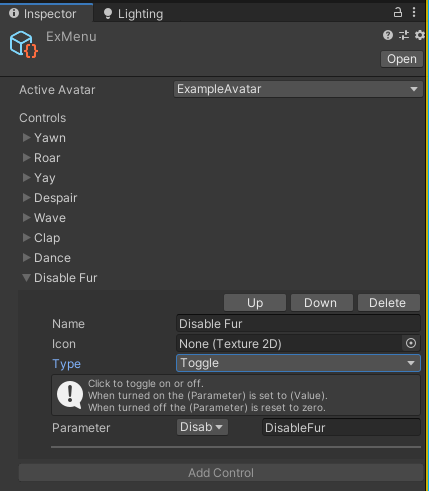 Inspector
Lighting
ExMenu
Open
Active Avatar
ExampleAvatar
Controls
Yawn
Roar
Yay
Despair
Wave
Clap
Dance
Disable Fur
Up
Down
Delete
Name
Disable Fur
Icon
None (Texture 2D)
Type
Toggle
Click to toggle on or off.
When turned on the (Parameter) is set to (Value).
When turned off the (Parameter) is reset to zero.
Parameter
Disab
DisableFur
Add Control